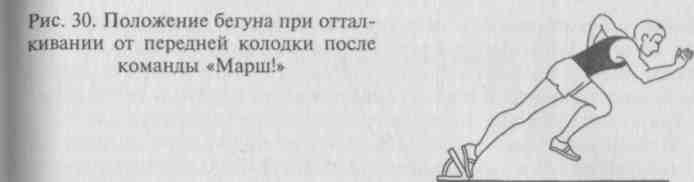 Рис. 30. Положение бегуна при оттал-
кивании от передней колодки после
команды «Марш!»